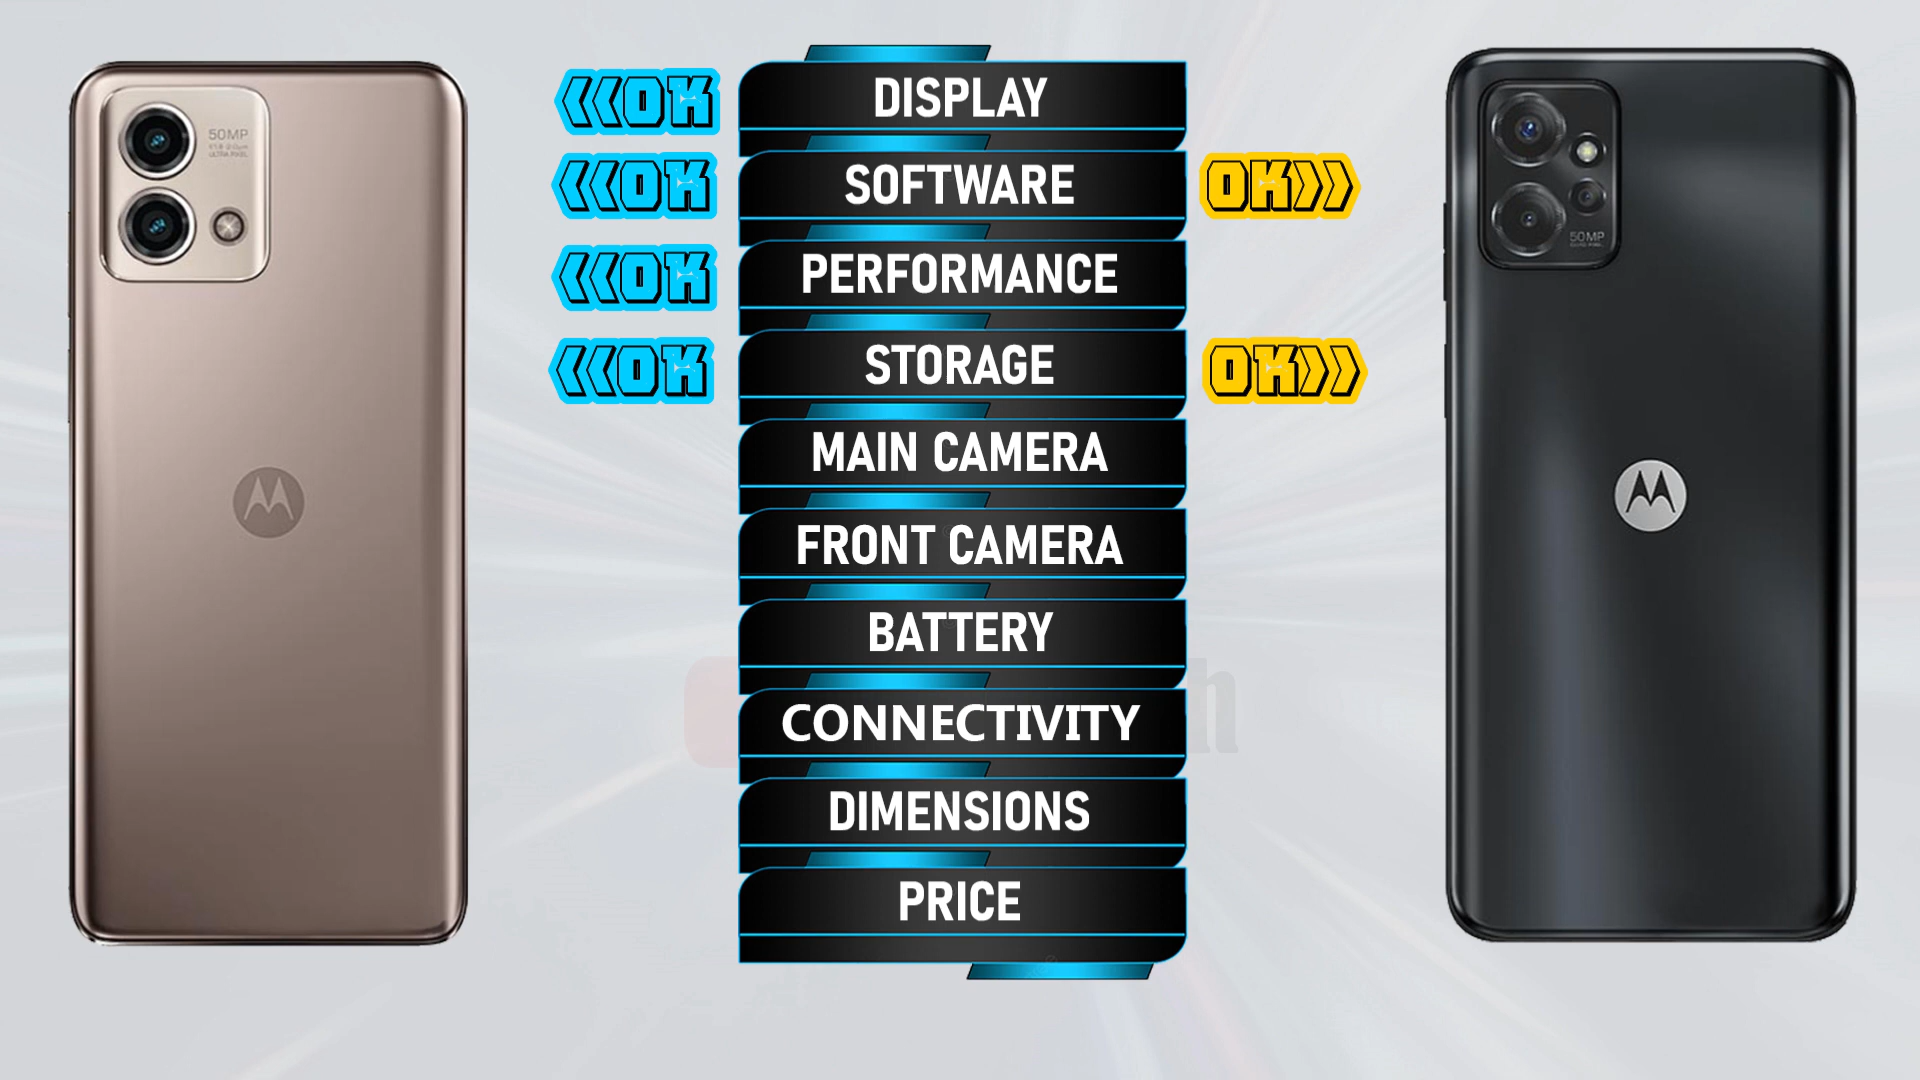 50MP
<<OK DISPLAY
<<OK SOFTWARE OK>>
<<OK PERFORMANCE
<<OK STORAGE OK>>
MAIN CAMERA
FRONT CAMERA
BATTERY
CONNECTIVITY
DIMENSIONS
PRICE
50MP